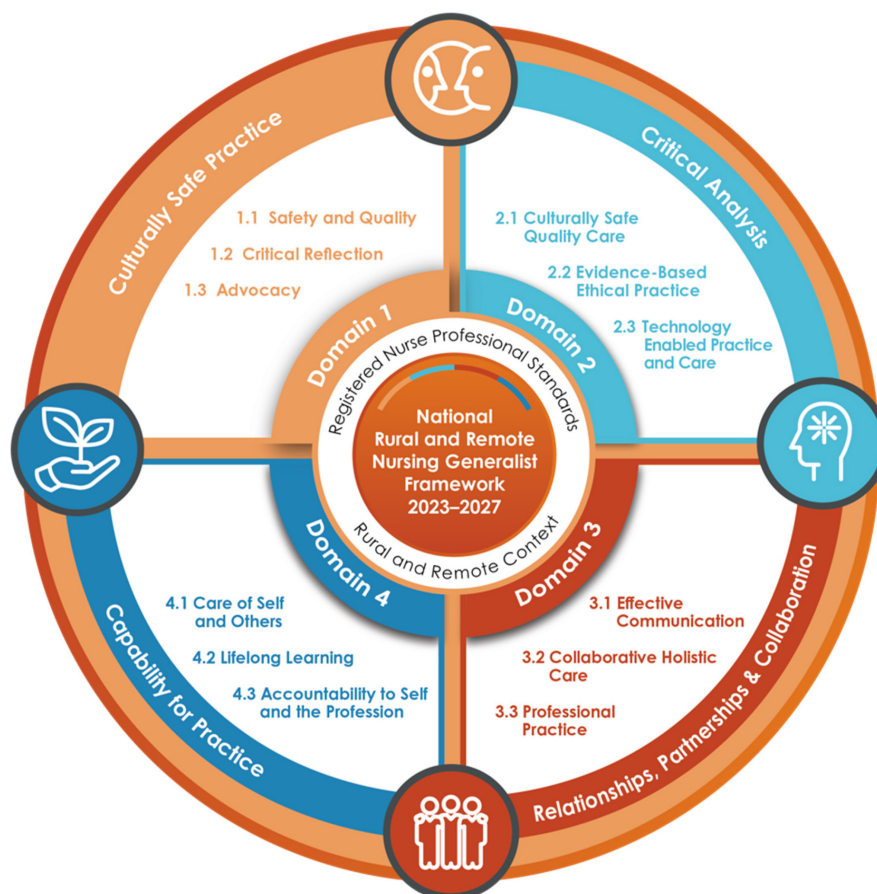 Culturally Safe Practice
1.1 Safety and Quality
1.2 Critical Reflection
1.3 Advocacy
Domain 1
Critical Analysis
2.1 Culturally Safe
Quality Care
2.2 Evidence-Based
Ethical Practice
2.3 Technology
Enabled Practice
and Care
Domain 2
Registered Nurse Professional Standards
National
Rural and Remote
Nursing Generalist
Framework
2023–2027
Rural and Remote Context
Domain 3
3.1 Effective
Communication
3.2 Collaborative Holistic
Care
3.3 Professional
Practice
Relationships, Partnerships & Collaboration
Domain 4
4.1 Care of Self
and Others
4.2 Lifelong Learning
4.3 Accountability to Self
and the Profession
Capability for Practice